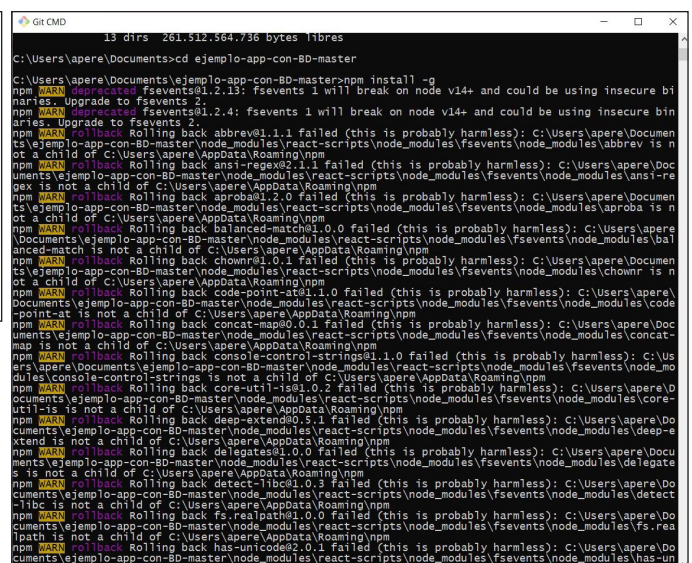 Git CMD
13 dirs  261.512.564.736 bytes libres
C:\Users\apere\Documents>cd ejemplo-app-con-BD-master
C:\Users\apere\Documents\ejemplo-app-con-BD-master>npm install -g
npm WARN deprecated fsevents@1.2.13: fsevents 1 will break on node v14+ and could be using insecure bi
naries. Upgrade to fsevents 2.
npm WARN deprecated fsevents@1.2.4: fsevents 1 will break on node v14+ and could be using insecure bin
aries. Upgrade to fsevents 2.
npm WARN rollback Rolling back abbrev@1.1.1 failed (this is probably harmless): C:\Users\apere\Documen
ts\ejemplo-app-con-BD-master\node_modules\react-scripts\node_modules\fsevents\node_modules\abbrev is n
ot a child of C:\Users\apere\AppData\Roaming\npm
npm WARN rollback Rolling back ansi-regex@2.1.1 failed (this is probably harmless): C:\Users\apere\Doc
uments\ejemplo-app-con-BD-master\node_modules\react-scripts\node_modules\fsevents\node_modules\ansi-re
gex is not a child of C:\Users\apere\AppData\Roaming\npm
npm WARN rollback Rolling back aproba@1.2.0 failed (this is probably harmless): C:\Users\apere\Documen
ts\ejemplo-app-con-BD-master\node_modules\react-scripts\node_modules\fsevents\node_modules\aproba is n
ot a child of C:\Users\apere\AppData\Roaming\npm
npm WARN rollback Rolling back balanced-match@1.0.0 failed (this is probably harmless): C:\Users\apere
\Documents\ejemplo-app-con-BD-master\node_modules\react-scripts\node_modules\fsevents\node_modules\bal
anced-match is not a child of C:\Users\apere\AppData\Roaming\npm
npm WARN rollback Rolling back chownr@1.0.1 failed (this is probably harmless): C:\Users\apere\Documen
ts\ejemplo-app-con-BD-master\node_modules\react-scripts\node_modules\fsevents\node_modules\chownr is n
ot a child of C:\Users\apere\AppData\Roaming\npm
npm WARN rollback Rolling back code-point-at@1.1.0 failed (this is probably harmless): C:\Users\apere\
Documents\ejemplo-app-con-BD-master\node_modules\react-scripts\node_modules\fsevents\node_modules\code
-point-at is not a child of C:\Users\apere\AppData\Roaming\npm
npm WARN rollback Rolling back concat-map@0.0.1 failed (this is probably harmless): C:\Users\apere\Doc
uments\ejemplo-app-con-BD-master\node_modules\react-scripts\node_modules\fsevents\node_modules\concat-
map is not a child of C:\Users\apere\AppData\Roaming\npm
npm WARN rollback Rolling back console-control-strings@1.1.0 failed (this is probably harmless): C:\Us
ers\apere\Documents\ejemplo-app-con-BD-master\node_modules\react-scripts\node_modules\fsevents\node_mo
dules\console-control-strings is not a child of C:\Users\apere\AppData\Roaming\npm
npm WARN rollback Rolling back core-util-is@1.0.2 failed (this is probably harmless): C:\Users\apere\D
ocuments\ejemplo-app-con-BD-master\node_modules\react-scripts\node_modules\fsevents\node_modules\core-
util-is is not a child of C:\Users\apere\AppData\Roaming\npm
npm WARN rollback Rolling back deep-extend@0.5.1 failed (this is probably harmless): C:\Users\apere\Do
cuments\ejemplo-app-con-BD-master\node_modules\react-scripts\node_modules\fsevents\node_modules\deep-e
xtend is not a child of C:\Users\apere\AppData\Roaming\npm
npm WARN rollback Rolling back delegates@1.0.0 failed (this is probably harmless): C:\Users\apere\Docu
ments\ejemplo-app-con-BD-master\node_modules\react-scripts\node_modules\fsevents\node_modules\delegate
s is not a child of C:\Users\apere\AppData\Roaming\npm
npm WARN rollback Rolling back detect-libc@1.0.3 failed (this is probably harmless): C:\Users\apere\Do
cuments\ejemplo-app-con-BD-master\node_modules\react-scripts\node_modules\fsevents\node_modules\detect
-libc is not a child of C:\Users\apere\AppData\Roaming\npm
npm WARN rollback Rolling back fs.realpath@1.0.0 failed (this is probably harmless): C:\Users\apere\Do
cuments\ejemplo-app-con-BD-master\node_modules\react-scripts\node_modules\fsevents\node_modules\fs.rea
lpath is not a child of C:\Users\apere\AppData\Roaming\npm
npm WARN rollback Rolling back has-unicode@2.0.1 failed (this is probably harmless): C:\Users\apere\Do
cuments\ejemplo-app-con-BD-master\node_modules\react-scripts\node_modules\fsevents\node_modules\has-un